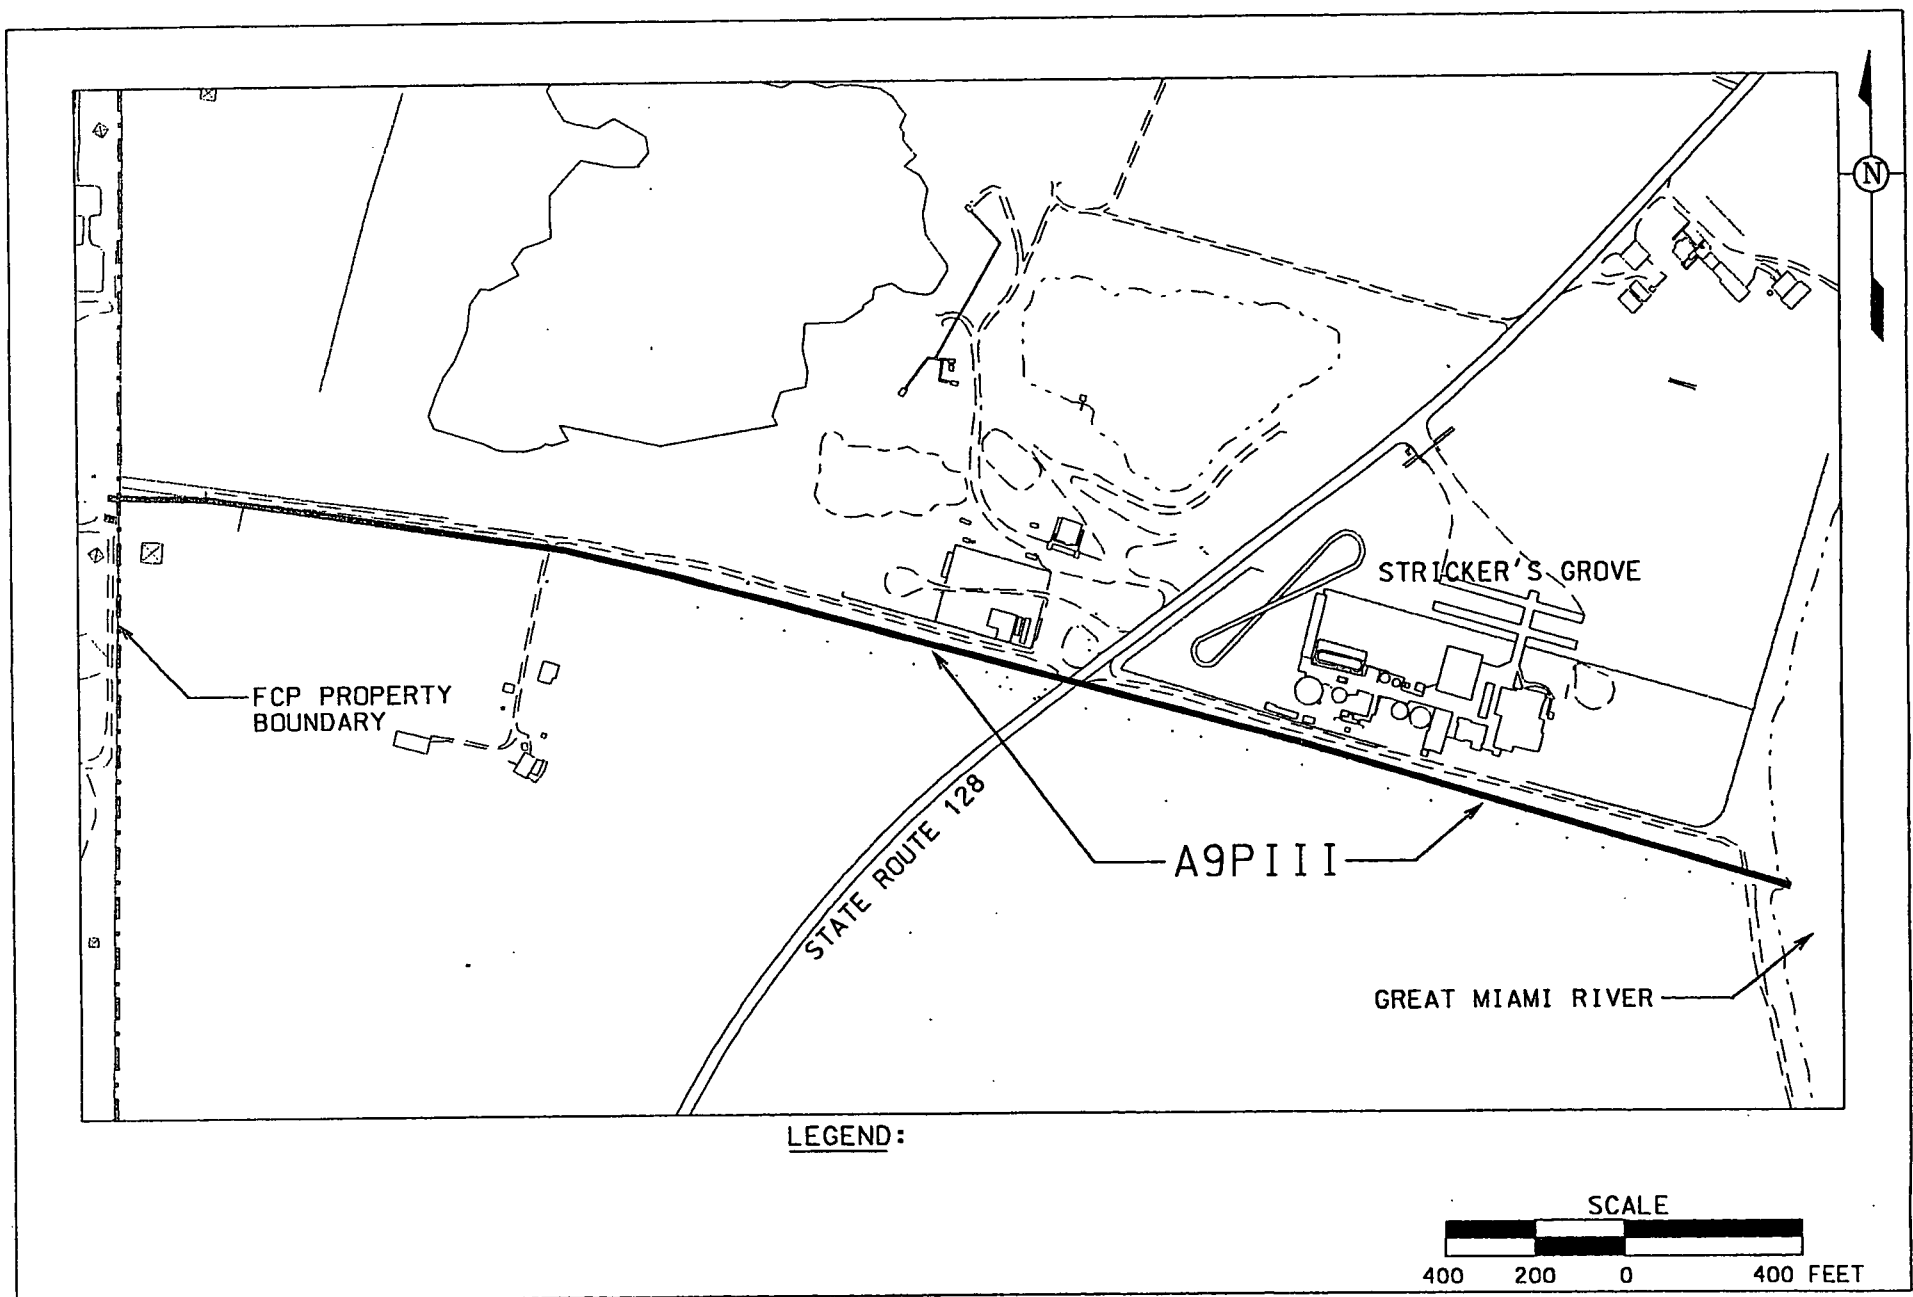 N
STRICKER'S GROVE
FCP PROPERTY
BOUNDARY
STATE ROUTE 128
A9PIII
GREAT MIAMI RIVER
LEGEND:
SCALE
400 200 0 400 FEET